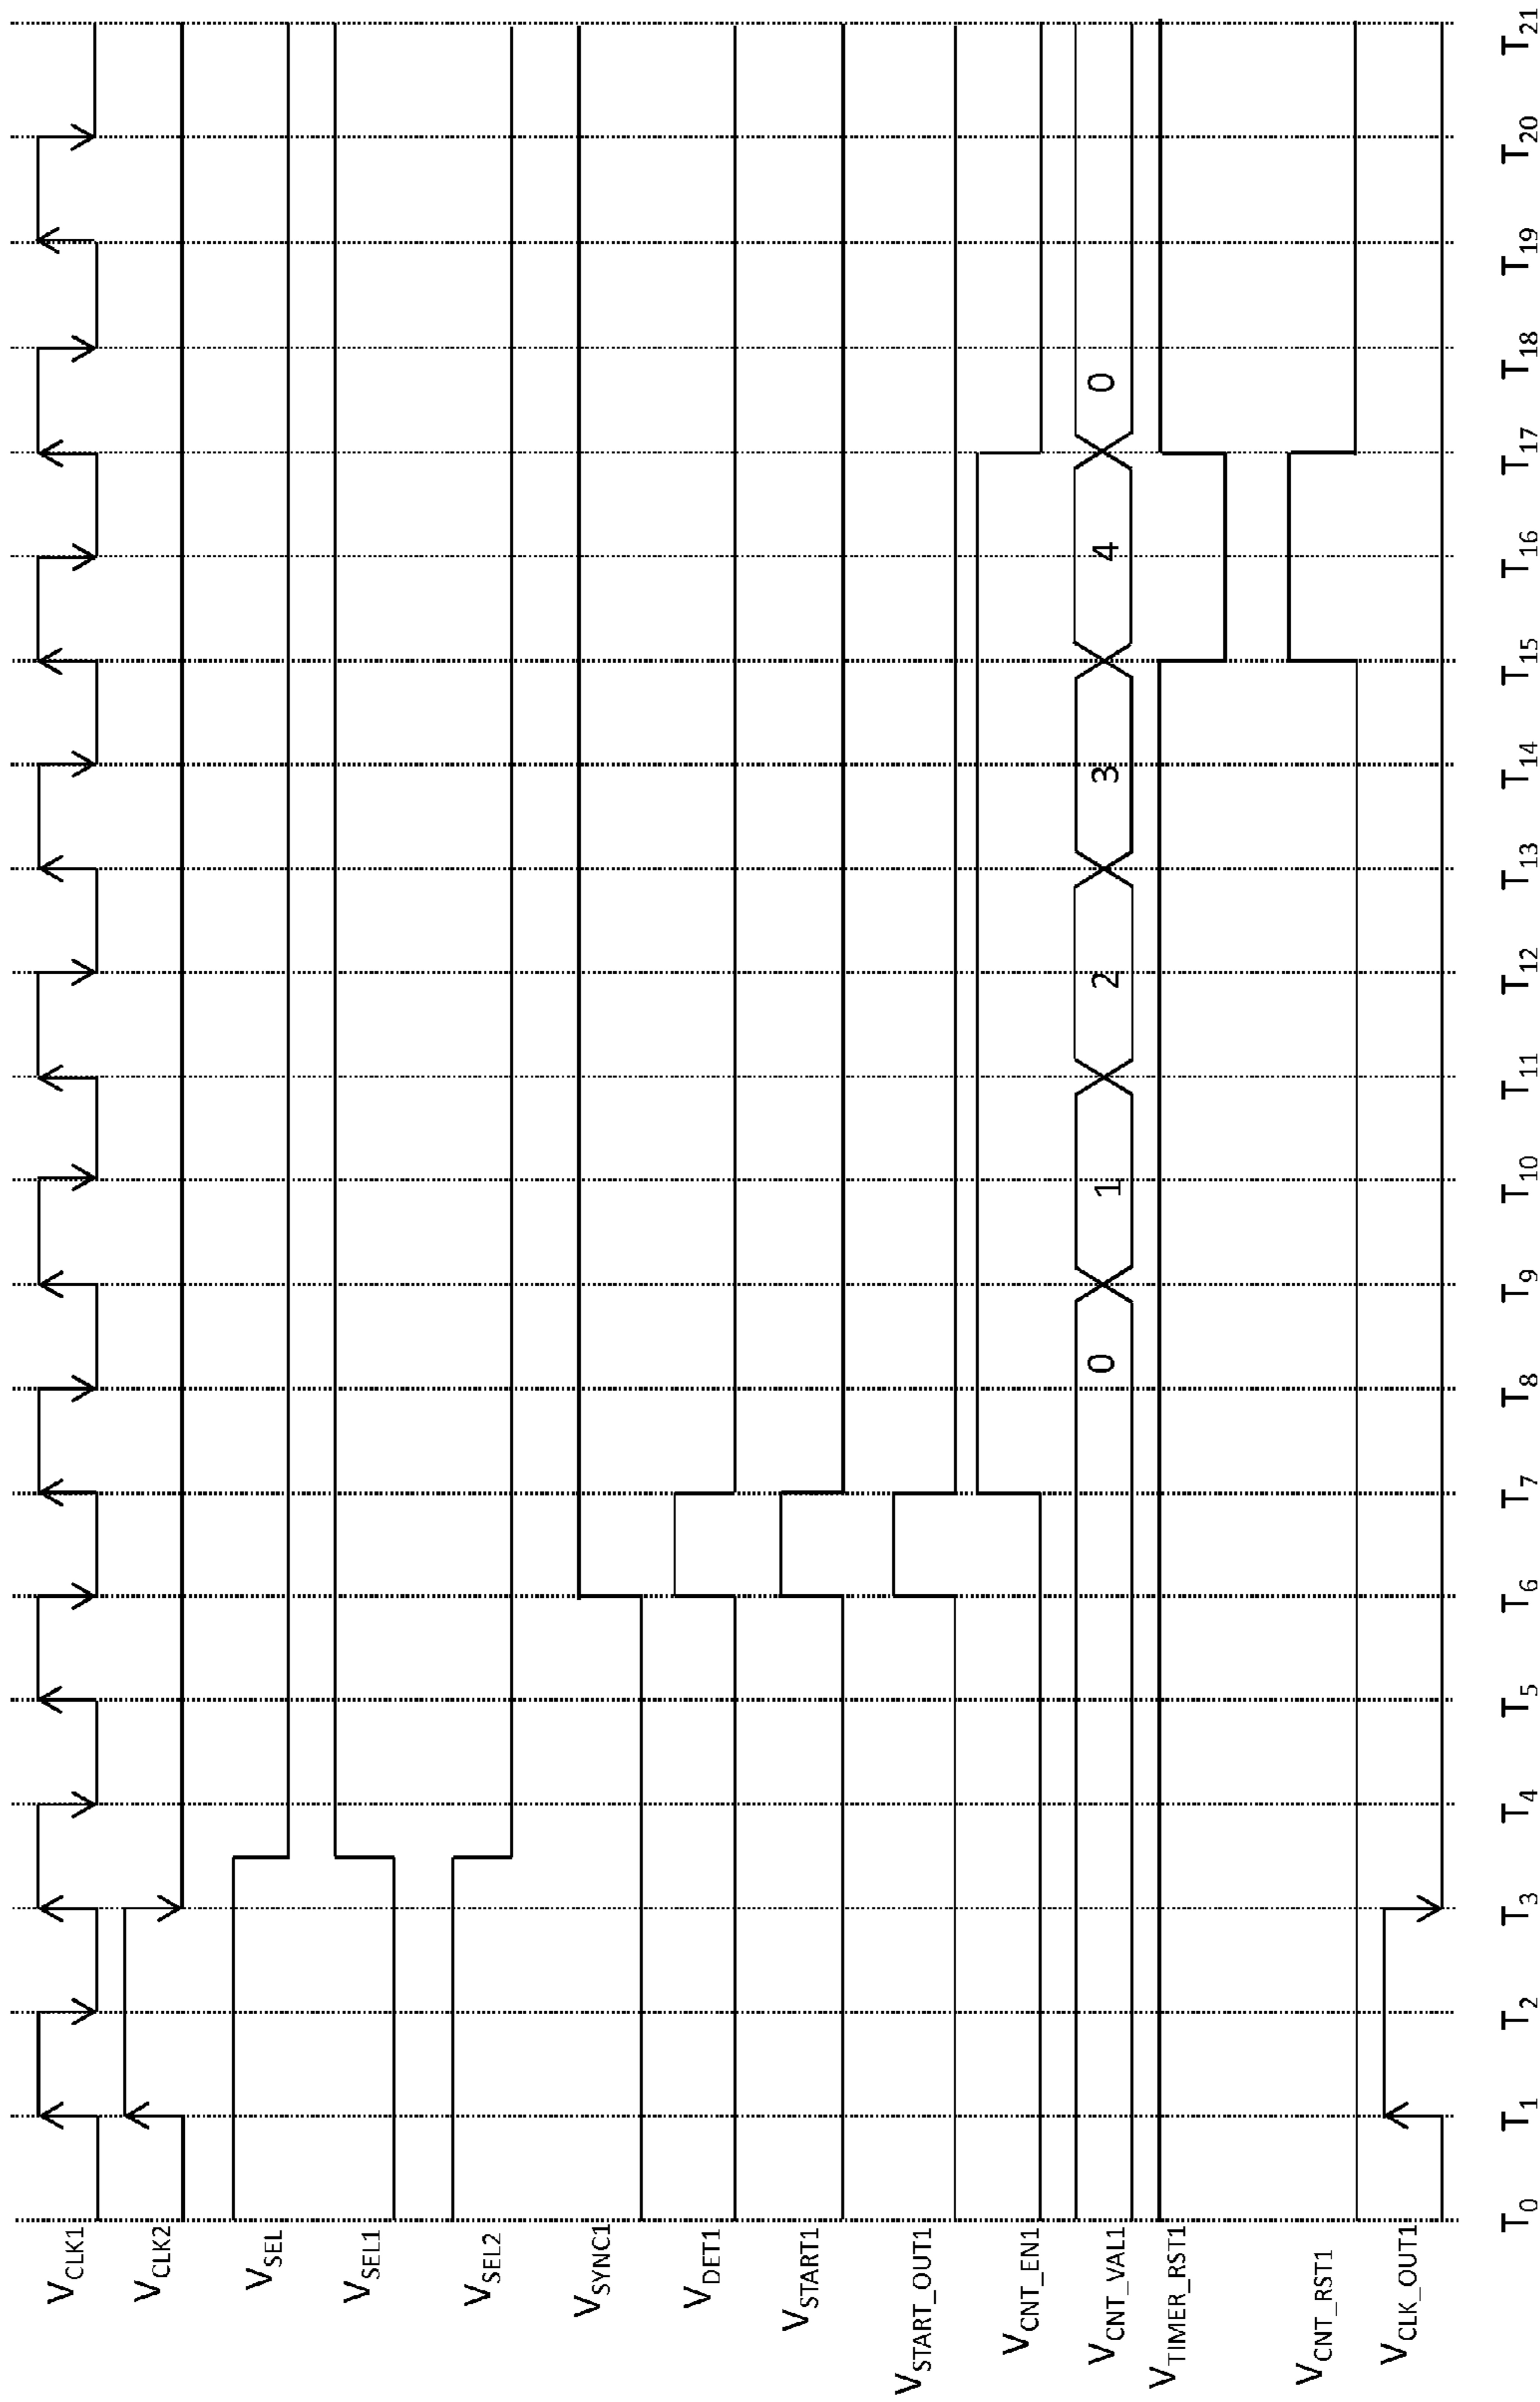 V_CLK1
V_CLK2
V_SEL
V_SEL1
V_SEL2
V_SYNC1
V_DET1
V_START1
V_START_OUT1
V_CNT_EN1
V_CNT_VAL1 0 1 2 3 4 0
V_TIMER_RST1
V_CNT_RST1
V_CLK_OUT1
T0 T1 T2 T3 T4 T5 T6 T7 T8 T9 T10 T11 T12 T13 T14 T15 T16 T17 T18 T19 T20 T21